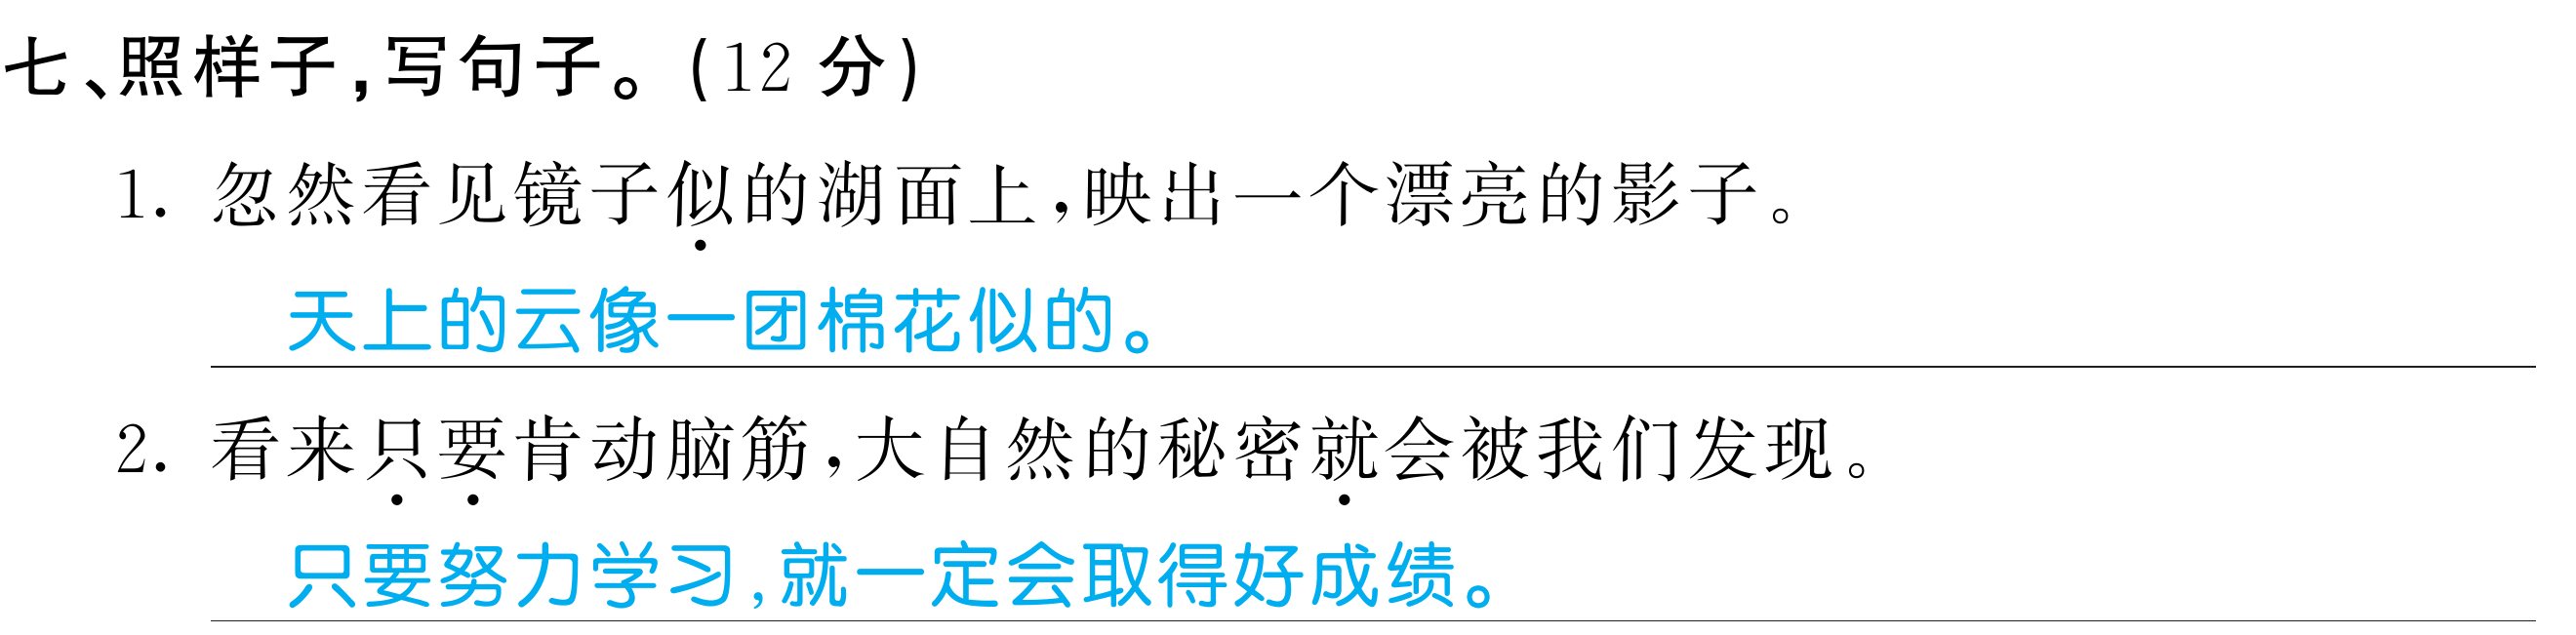 七、照样子,写句子。(12 分)
1. 忽然看见镜子似的湖面上,映出一个漂亮的影子。
天上的云像一团棉花似的。
2. 看来只要肯动脑筋,大自然的秘密就会被我们发现。
只要努力学习,就一定会取得好成绩。